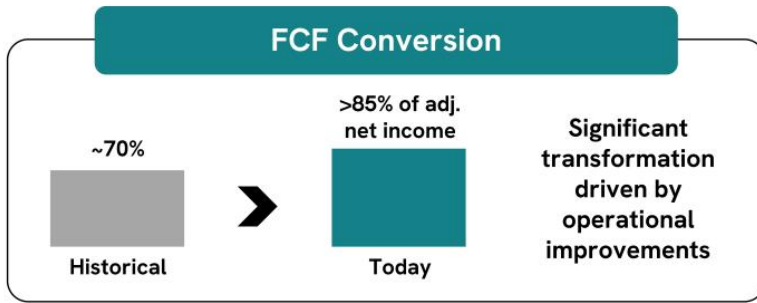 FCF Conversion
~70%
Historical
>85% of adj.
net income
Today
Significant
transformation
driven by
operational
improvements